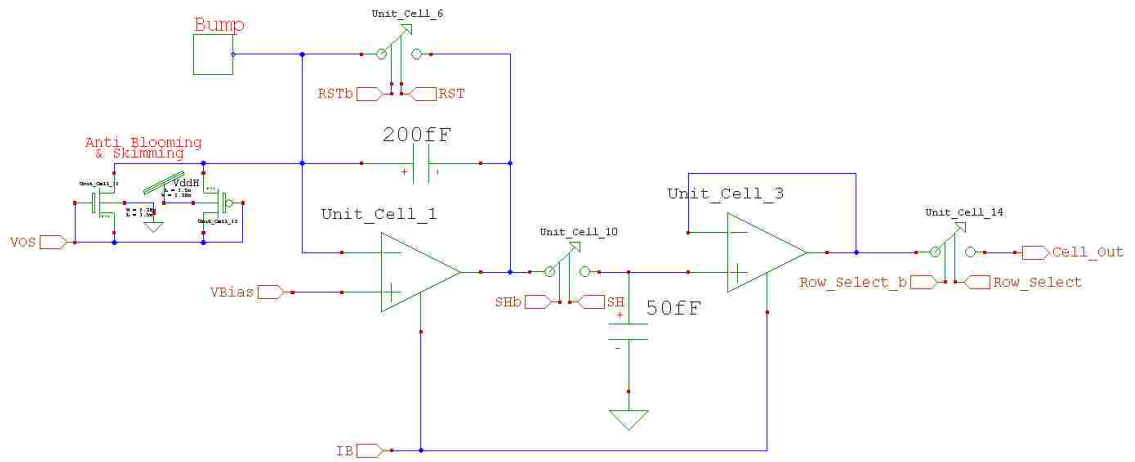 Unit_Cell_6
Bump
RSTb
RST
200fF
Anti Blooming
& Skimming
VddH
VOS
Unit_Cell_1
Unit_Cell_3
Unit_Cell_10
Unit_Cell_14
VBias
SHb
SH
50fF
Cell_Out
Row_Select_b
Row_Select
IB